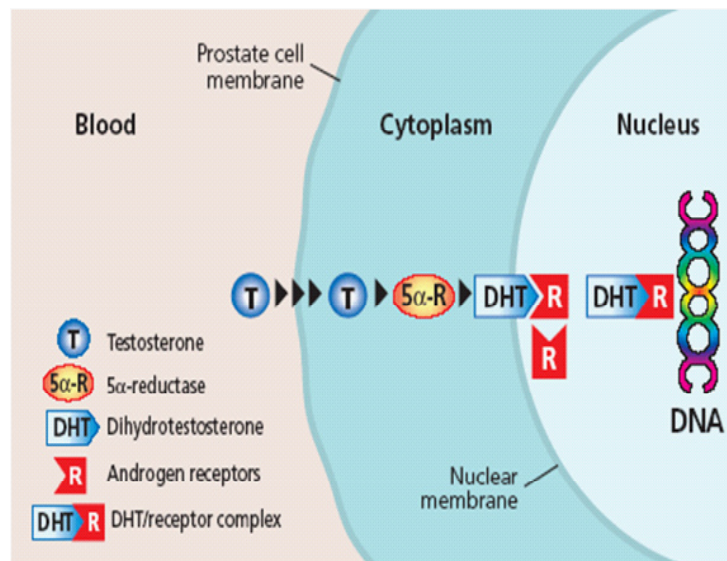 Prostate cell
membrane
Blood
Cytoplasm
Nucleus
T
T
5α-R
DHT
R
DHT
R
R
T
Testosterone
5α-R
5α-reductase
DHT
Dihydrotestosterone
R
Androgen receptors
DHT
R
DHT/receptor complex
DNA
Nuclear
membrane